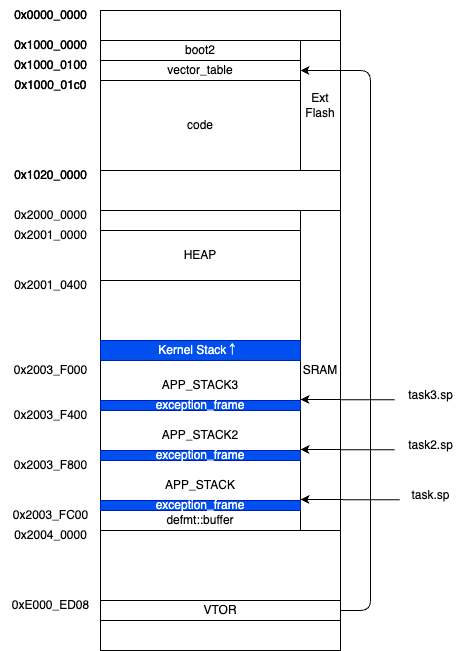 0x0000_0000
0x1000_0000
boot2
0x1000_0100
vector_table
0x1000_01c0
Ext
Flash
code
0x1020_0000
0x2000_0000
0x2001_0000
HEAP
0x2001_0400
Kernel Stack ↑
0x2003_F000
SRAM
APP_STACK3
task3.sp
exception_frame
0x2003_F400
APP_STACK2
task2.sp
exception_frame
0x2003_F800
APP_STACK
task.sp
exception_frame
0x2003_FC00
defmt::buffer
0x2004_0000
0xE000_ED08
VTOR